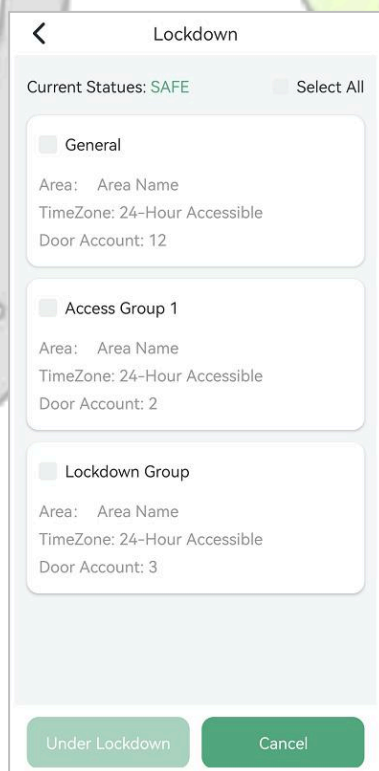 Lockdown
Current Statues: SAFE Select All
General
Area: Area Name
TimeZone: 24-Hour Accessible
Door Account: 12
Access Group 1
Area: Area Name
TimeZone: 24-Hour Accessible
Door Account: 2
Lockdown Group
Area: Area Name
TimeZone: 24-Hour Accessible
Door Account: 3
Under Lockdown Cancel